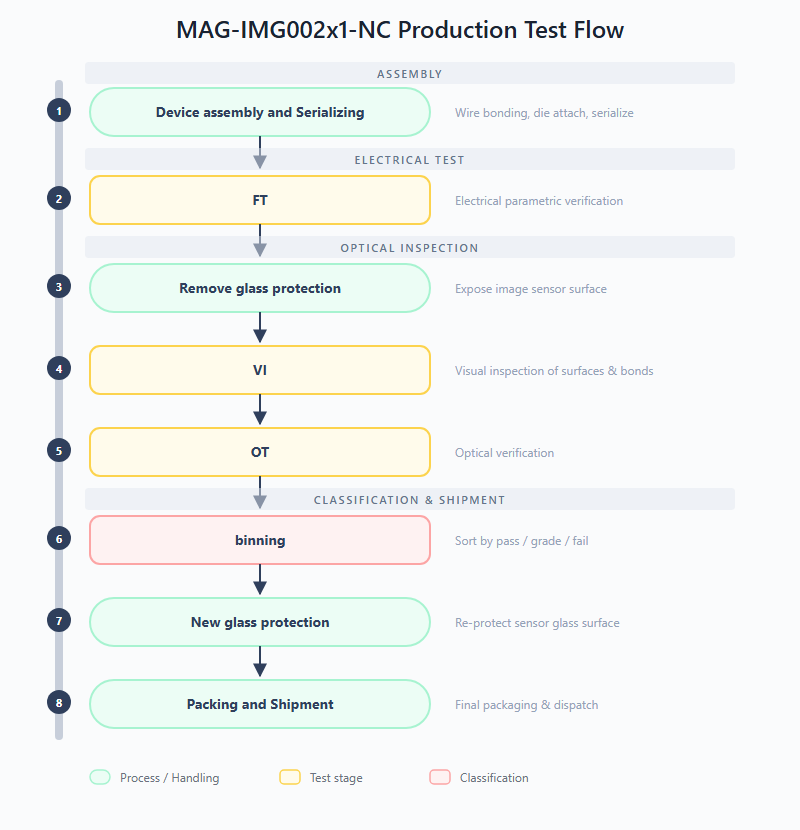 MAG-IMG002x1-NC Production Test Flow
ASSEMBLY
1 Device assembly and Serializing Wire bonding, die attach, serialize
ELECTRICAL TEST
2 FT Electrical parametric verification
OPTICAL INSPECTION
3 Remove glass protection Expose image sensor surface
4 VI Visual inspection of surfaces & bonds
5 OT Optical verification
CLASSIFICATION & SHIPMENT
6 binning Sort by pass / grade / fail
7 New glass protection Re-protect sensor glass surface
8 Packing and Shipment Final packaging & dispatch
Process / Handling Test stage Classification